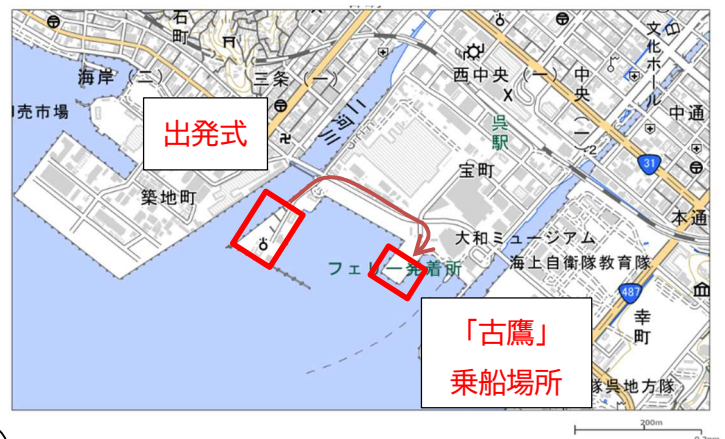 石町
海岸（二）
三条（一）
売市場
出発式
二河川
築地町
西中央（一）
中央（一）
文化ホール
中通
呉駅
宝町
31
2
本通
大和ミュージアム
海上自衛隊教育隊
フェリー発着所
487
幸町
「古鷹」
乗船場所
隊呉地方隊
200m